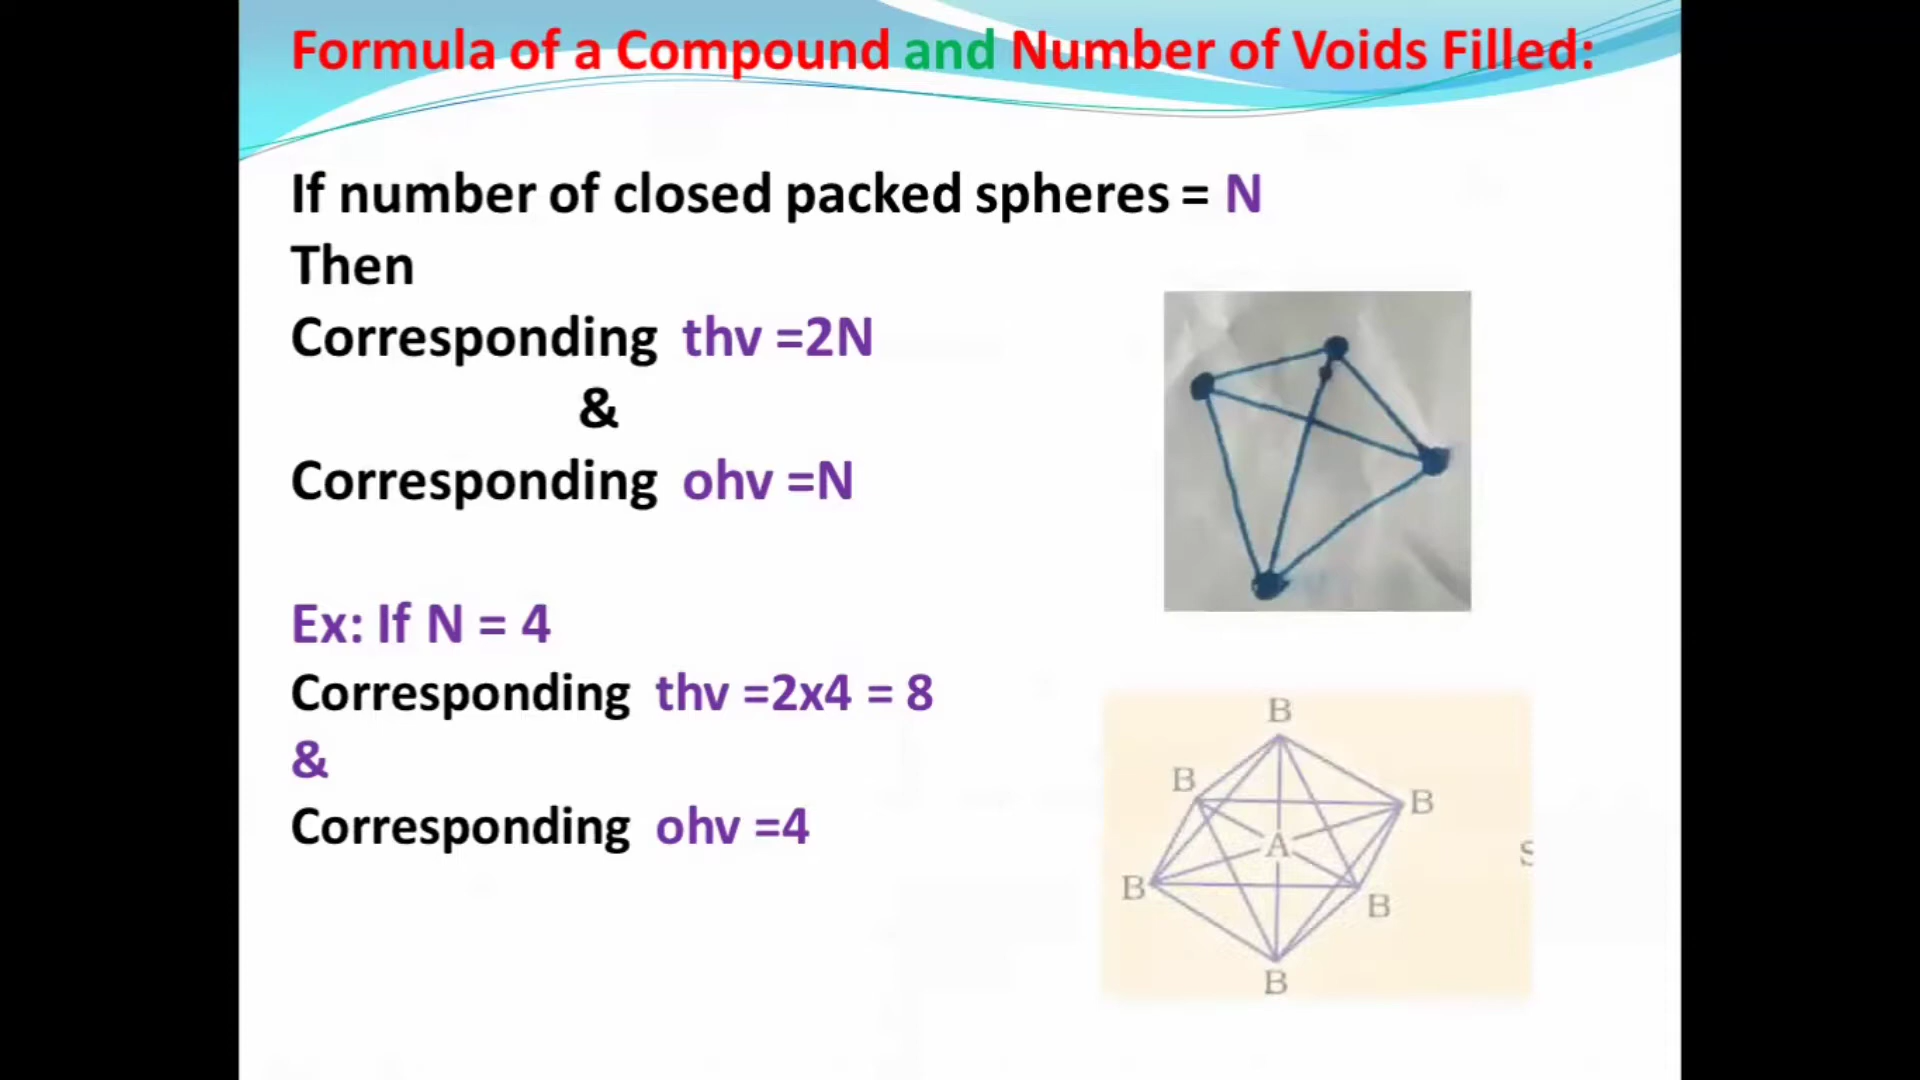 Formula of a Compound and Number of Voids Filled:
If number of closed packed spheres = N
Then
Corresponding thv =2N
&
Corresponding ohv =N
Ex: If N = 4
Corresponding thv =2x4 = 8
&
Corresponding ohv =4
B
B
B
A
B
B
B
S